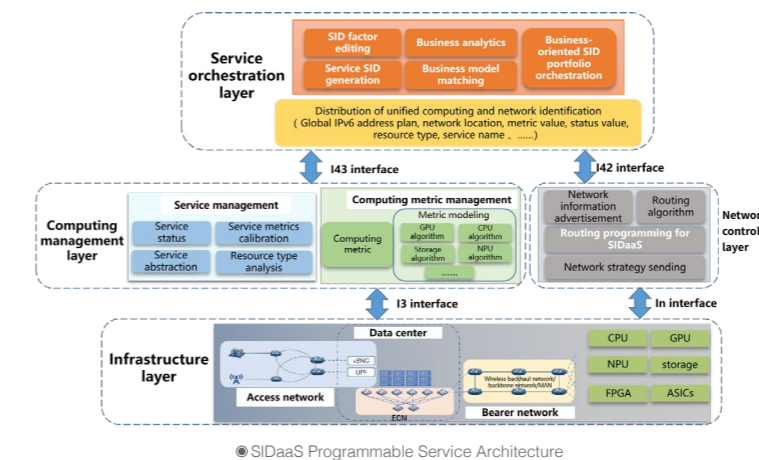 Service
orchestration
layer
SID factor
editing
Business analytics
Business-
oriented SID
portfolio
orchestration
Service SID
generation
Business model
matching
Distribution of unified computing and network identification
( Global IPv6 address plan, network location, metric value, status value,
resource type, service name 、......)
I43 interface
I42 interface
Computing
management
layer
Service management
Service
status
Service metrics
calibration
Service
abstraction
Resource type
analysis
Computing metric management
Computing
metric
Metric modeling
GPU
algorithm
CPU
algorithm
Storage
algorithm
NPU
algorithm
......
Network
information
advertisement
Routing
algorithm
Routing programming for
SIDaaS
Network strategy sending
Networ
control
layer
I3 interface
In interface
Infrastructure
layer
Data center
vBNG
UPF
Access network
ECN
Wireless backhaul network/
backbone network/MAN
Bearer network
CPU
GPU
NPU
storage
FPGA
ASICs
◉ SIDaaS Programmable Service Architecture